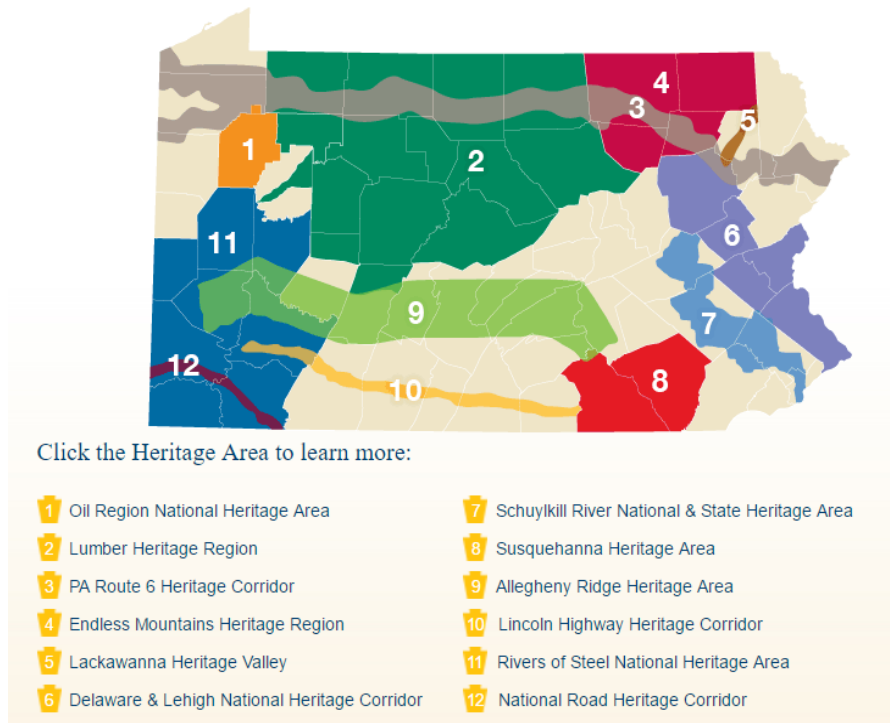 4
3
5
1
2
11
6
9
7
12
10
8
Click the Heritage Area to learn more:
1 Oil Region National Heritage Area
2 Lumber Heritage Region
3 PA Route 6 Heritage Corridor
4 Endless Mountains Heritage Region
5 Lackawanna Heritage Valley
6 Delaware & Lehigh National Heritage Corridor
7 Schuylkill River National & State Heritage Area
8 Susquehanna Heritage Area
9 Allegheny Ridge Heritage Area
10 Lincoln Highway Heritage Corridor
11 Rivers of Steel National Heritage Area
12 National Road Heritage Corridor